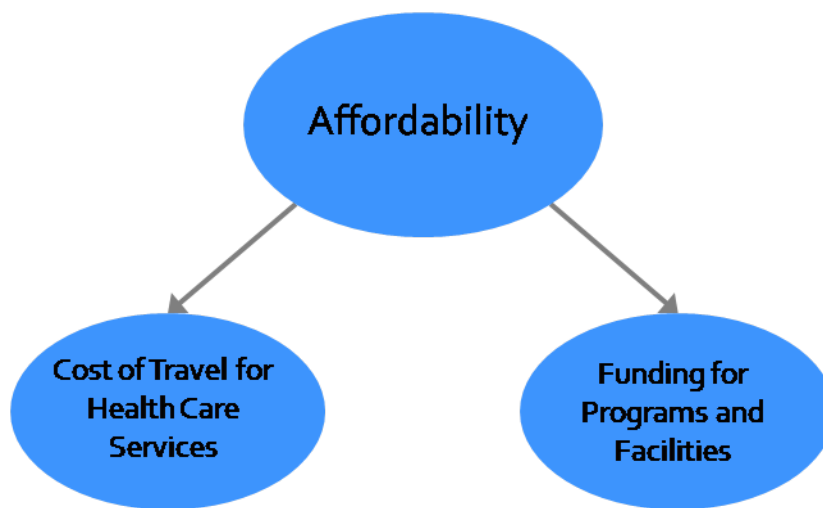 Affordability
Cost of Travel for
Health Care
Services
Funding for
Programs and
Facilities